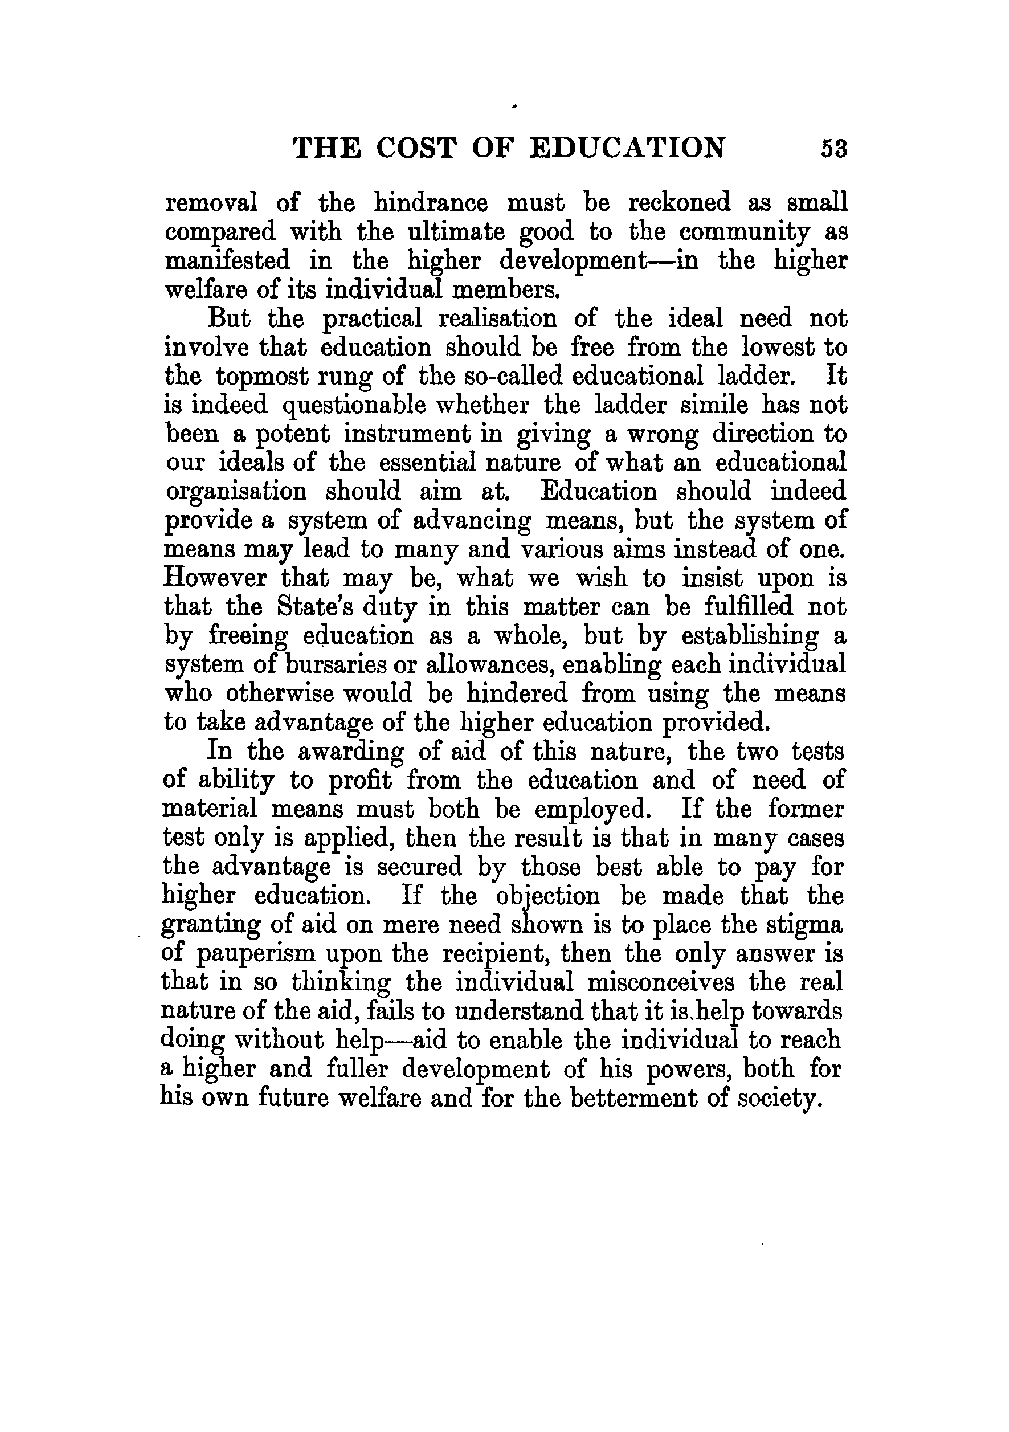 THE COST OF EDUCATION 53
removal of the hindrance must be reckoned as small
compared with the ultimate good to the community as
manifested in the higher development—in the higher
welfare of its individual members.
But the practical realisation of the ideal need not
involve that education should be free from the lowest to
the topmost rung of the so-called educational ladder. It
is indeed questionable whether the ladder simile has not
been a potent instrument in giving a wrong direction to
our ideals of the essential nature of what an educational
organisation should aim at. Education should indeed
provide a system of advancing means, but the system of
means may lead to many and various aims instead of one.
However that may be, what we wish to insist upon is
that the State's duty in this matter can be fulfilled not
by freeing education as a whole, but by establishing a
system of bursaries or allowances, enabling each individual
who otherwise would be hindered from using the means
to take advantage of the higher education provided.
In the awarding of aid of this nature, the two tests
of ability to profit from the education and of need of
material means must both be employed. If the former
test only is applied, then the result is that in many cases
the advantage is secured by those best able to pay for
higher education. If the objection be made that the
granting of aid on mere need shown is to place the stigma
of pauperism upon the recipient, then the only answer is
that in so thinking the individual misconceives the real
nature of the aid, fails to understand that it is help towards
doing without help—aid to enable the individual to reach
a higher and fuller development of his powers, both for
his own future welfare and for the betterment of society.